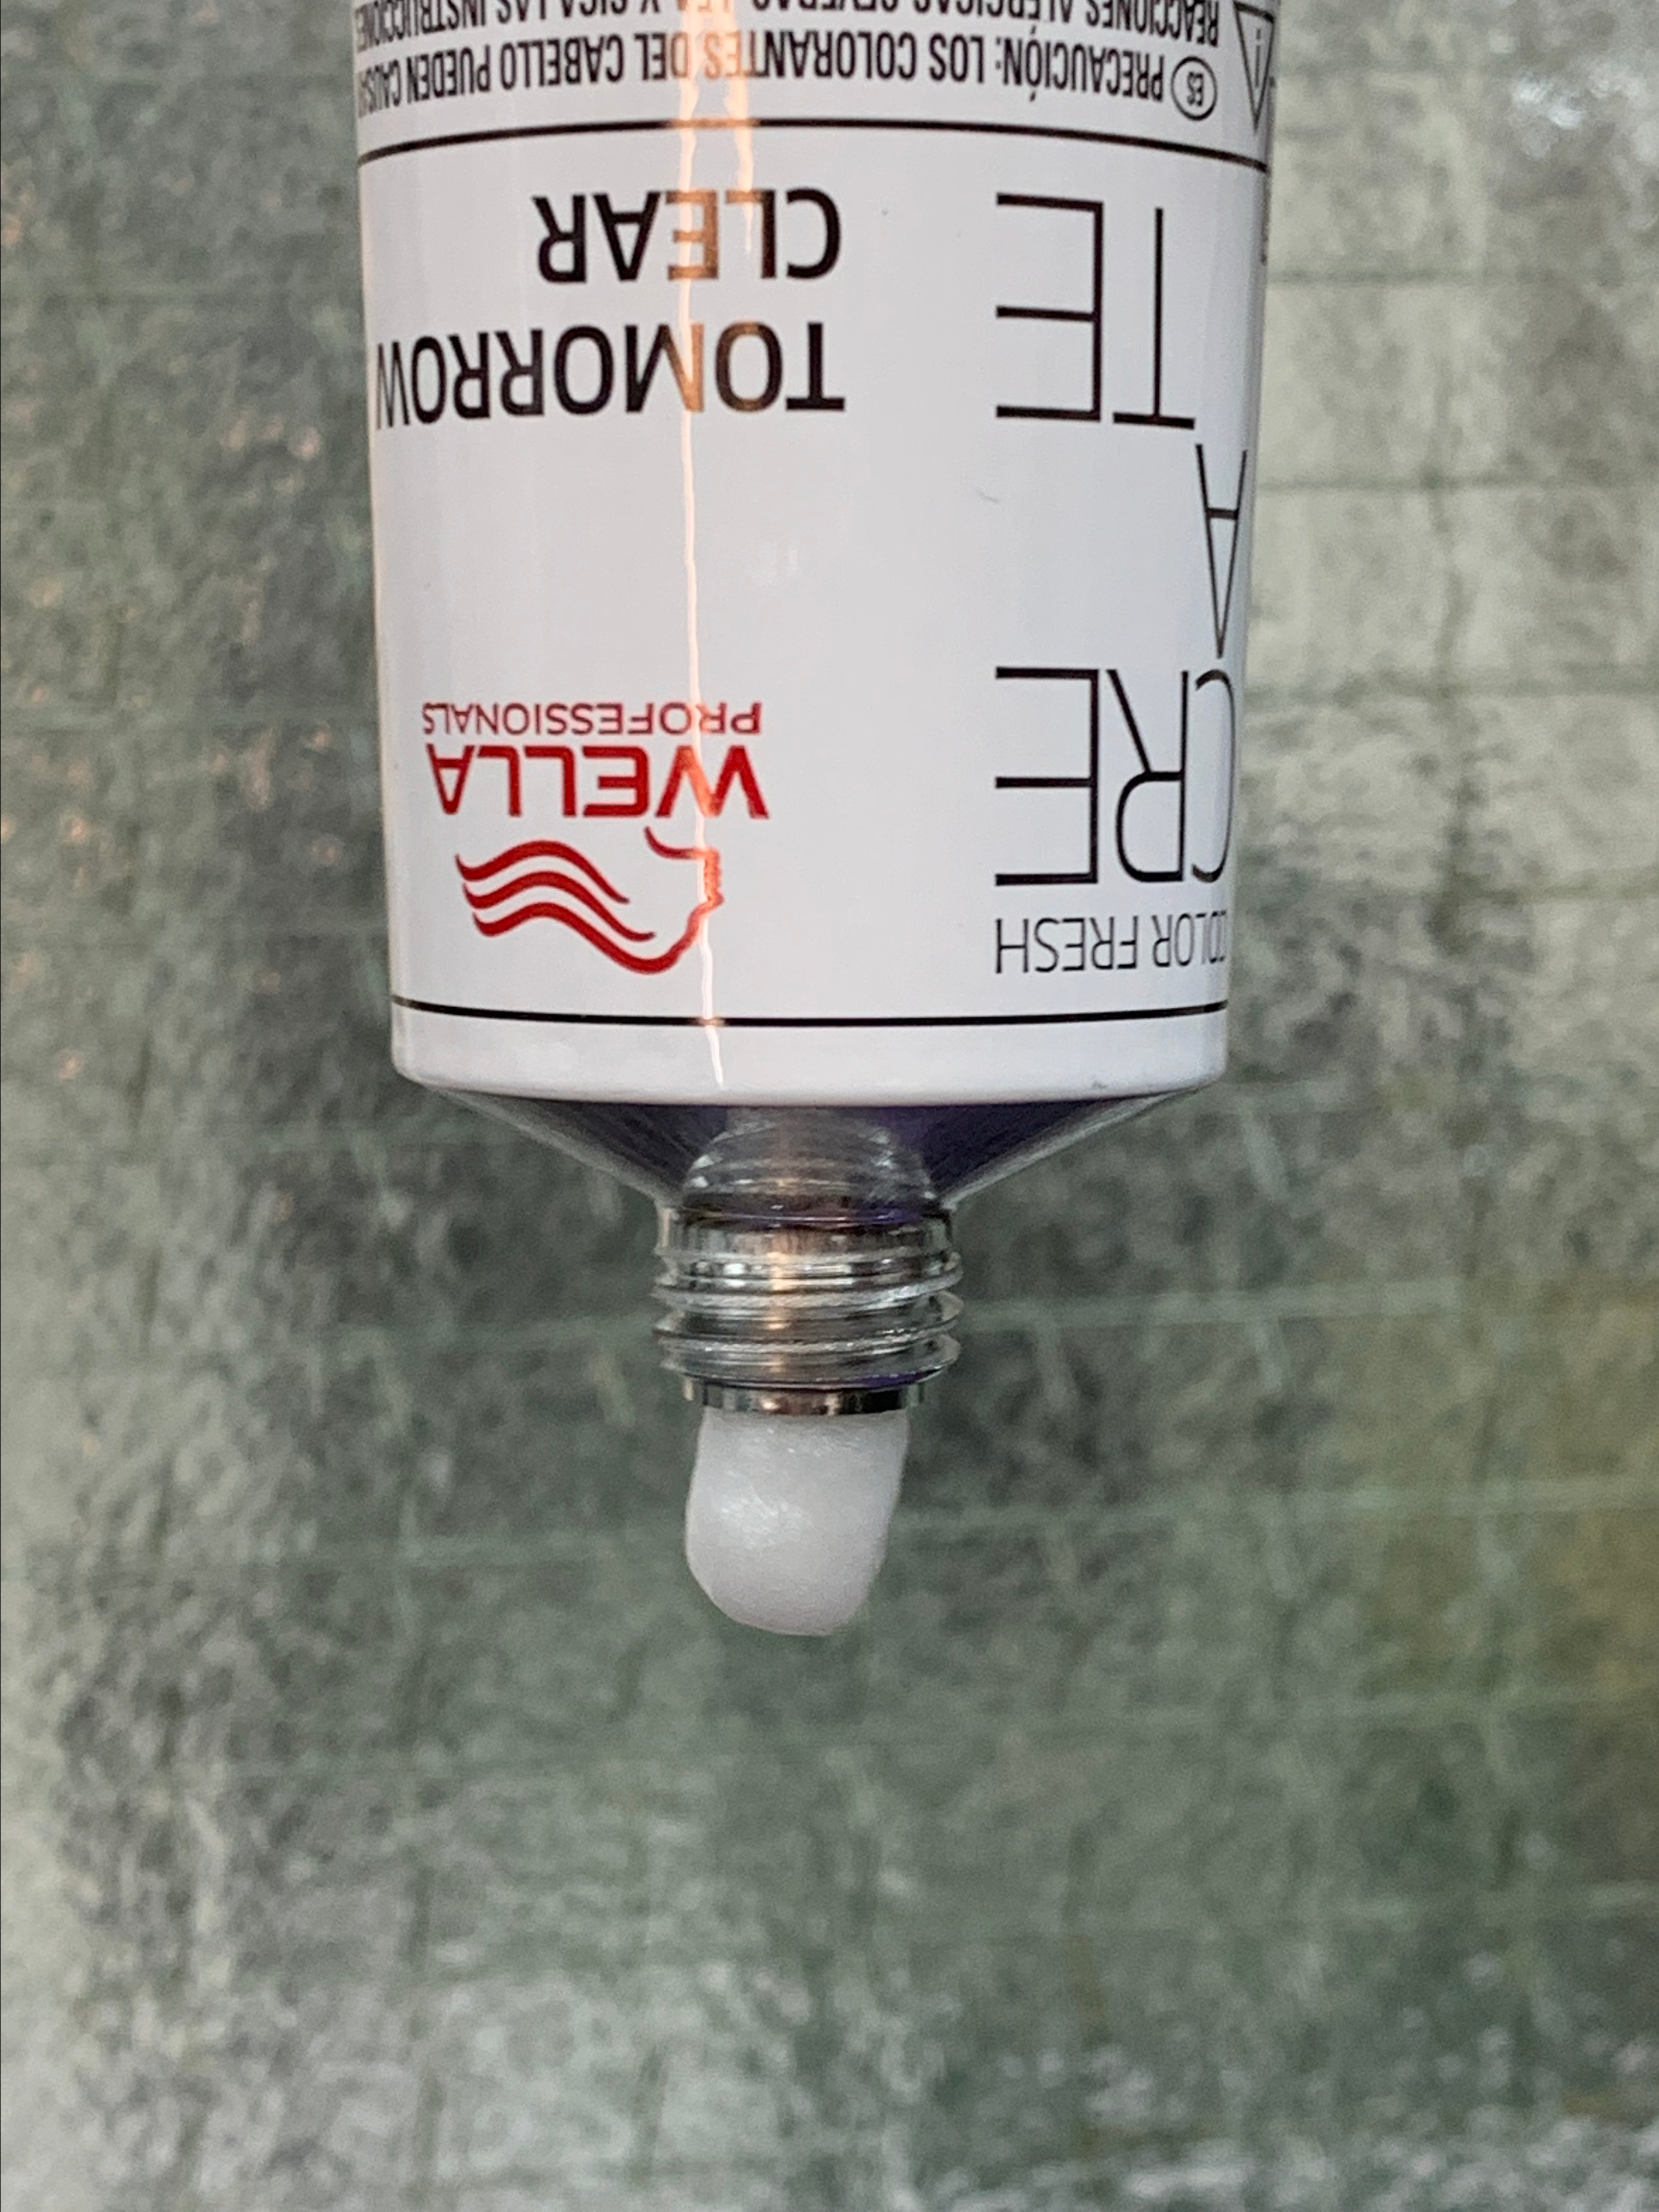 COLOR FRESH
CRE
A
TE
WELLA
PROFESSIONALS
TOMORROW
CLEAR
ES PRECAUCIÓN: LOS COLORANTES DEL CABELLO PUEDEN CAUSA
REACCIONES ALÉRGICAS SEVERAS. LEA Y SIGA LAS INSTRUCCIONES